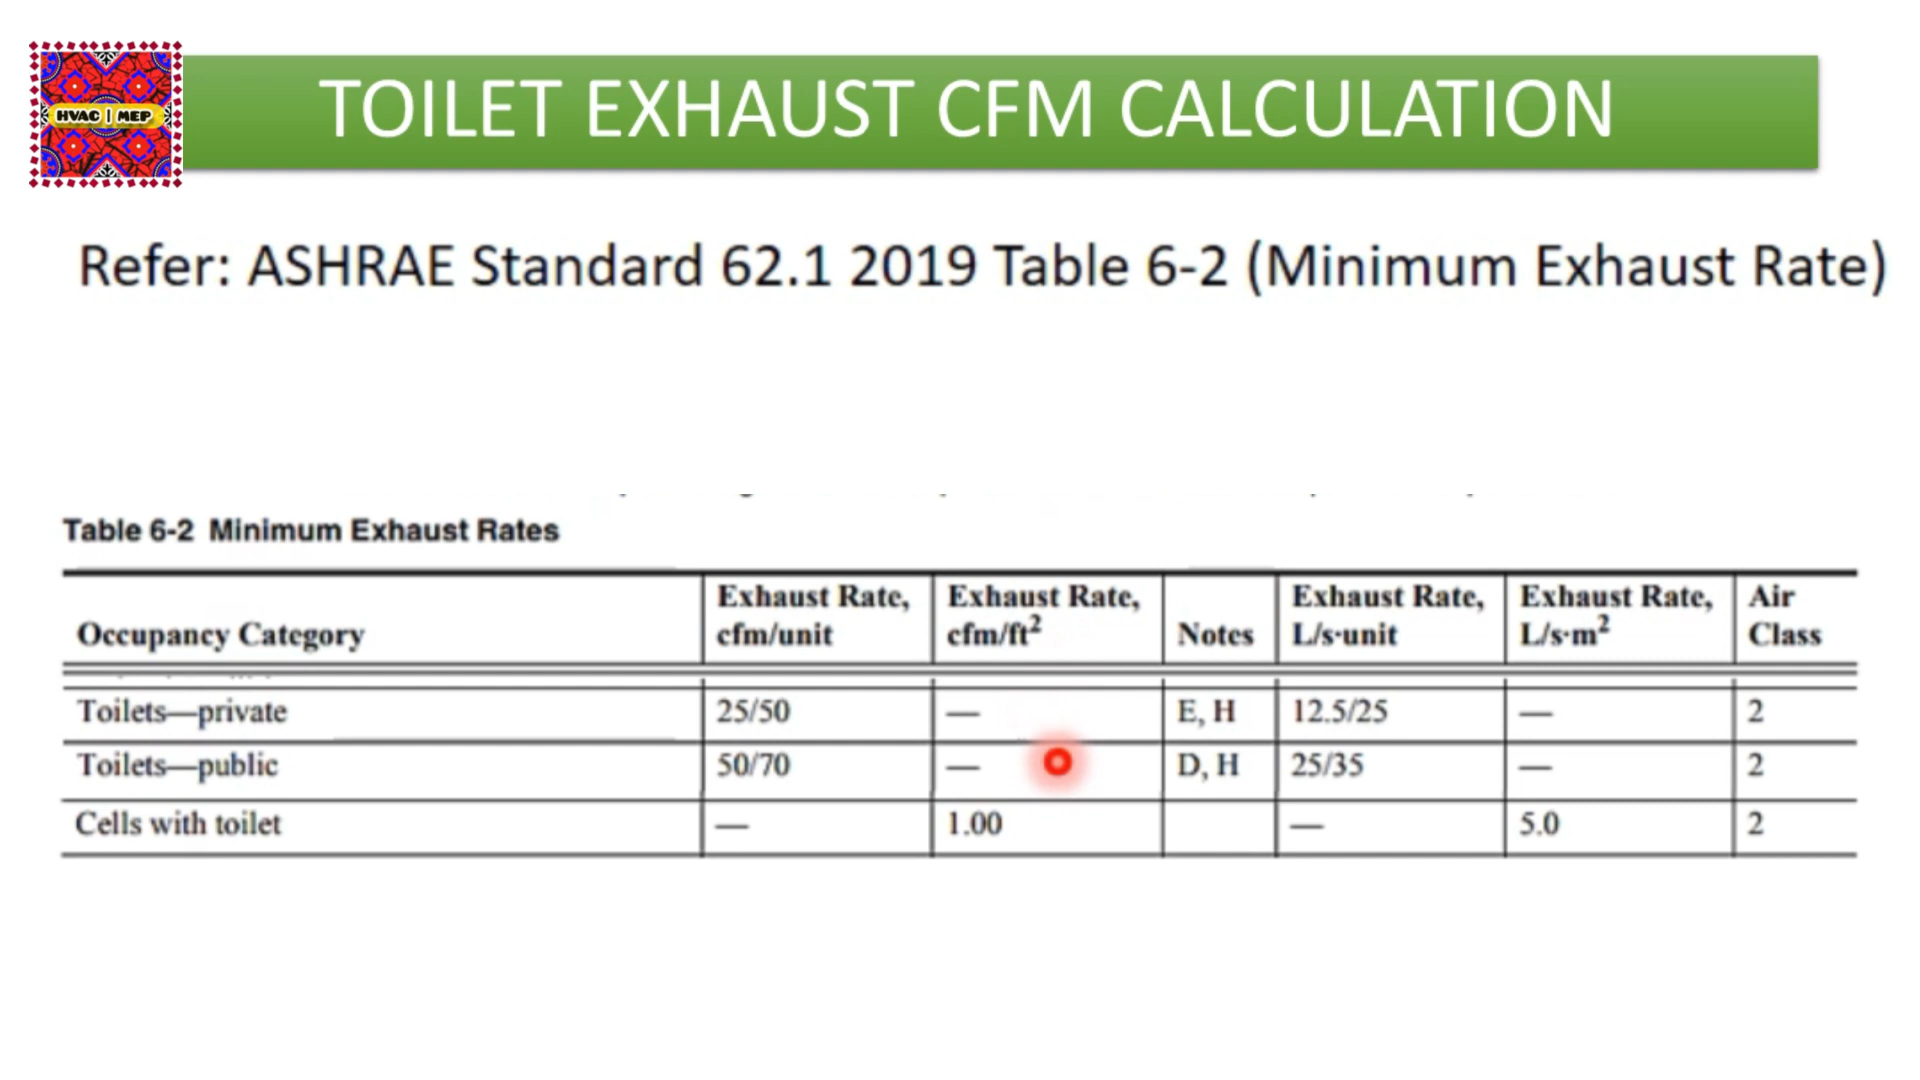 HVAC | MEP
TOILET EXHAUST CFM CALCULATION
Refer: ASHRAE Standard 62.1 2019 Table 6-2 (Minimum Exhaust Rate)
Table 6-2 Minimum Exhaust Rates
Occupancy Category Exhaust Rate, cfm/unit Exhaust Rate, cfm/ft² Notes Exhaust Rate, L/s·unit Exhaust Rate, L/s·m² Air Class
Toilets—private 25/50 — E, H 12.5/25 — 2
Toilets—public 50/70 — D, H 25/35 — 2
Cells with toilet — 1.00 — 5.0 2